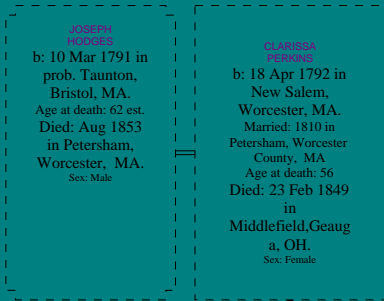 JOSEPH
HODGES
b: 10 Mar 1791 in
prob. Taunton,
Bristol, MA.
Age at death: 62 est.
Died: Aug 1853
in Petersham,
Worcester, MA.
Sex: Male
CLARISSA
PERKINS
b: 18 Apr 1792 in
New Salem,
Worcester, MA.
Married: 1810 in
Petersham, Worcester
County, MA
Age at death: 56
Died: 23 Feb 1849
in
Middlefield,Geaug
a, OH.
Sex: Female